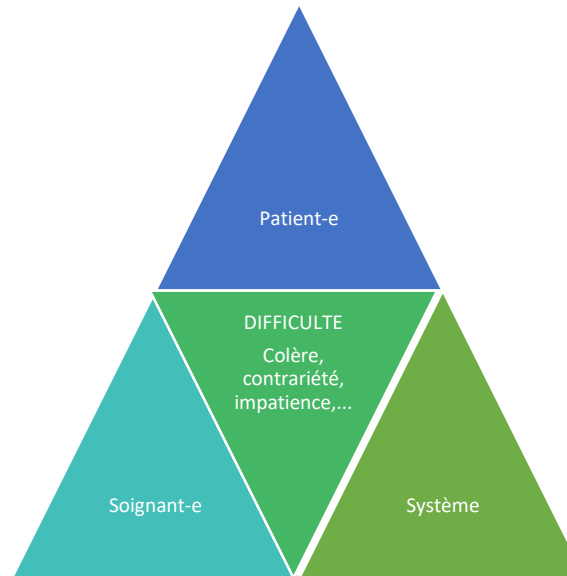 Patient-e
DIFFICULTE
Colère,
contrariété,
impatience,...
Soignant-e
Système